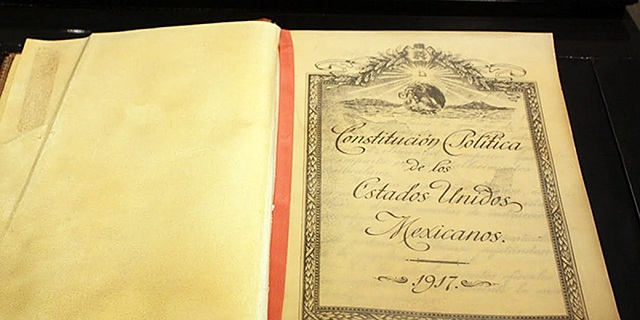 Constitución Política
de los
Estados Unidos
Mexicanos.
1917.